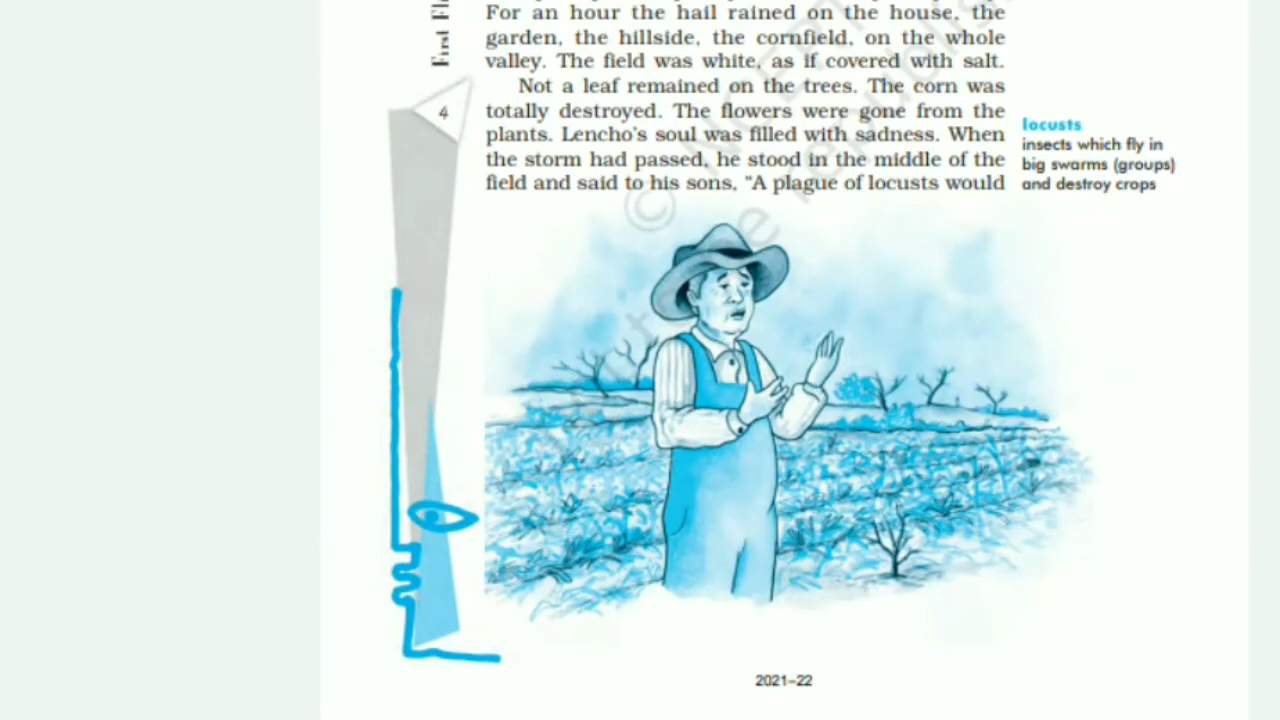 First Fl
For an hour the hail rained on the house, the
garden, the hillside, the cornfield, on the whole
valley. The field was white, as if covered with salt.
Not a leaf remained on the trees. The corn was
totally destroyed. The flowers were gone from the
plants. Lencho's soul was filled with sadness. When
the storm had passed, he stood in the middle of the
field and said to his sons, “A plague of locusts would
4
locusts
insects which fly in
big swarms (groups)
and destroy crops
© NCERT
republis
2021–22